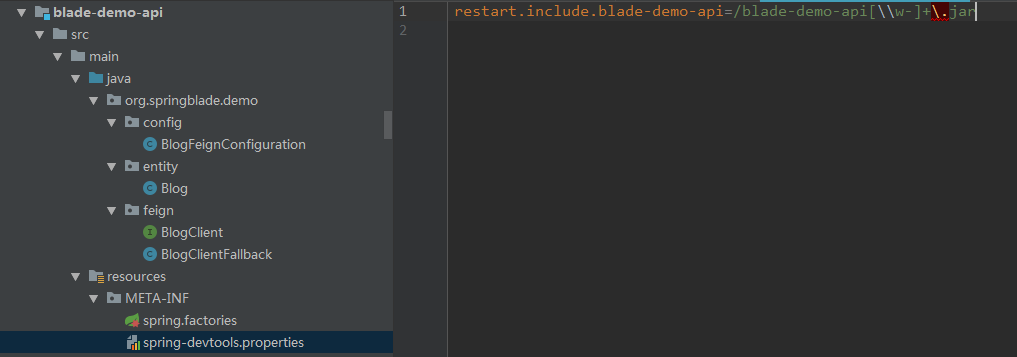 blade-demo-api
src
main
java
org.springblade.demo
config
BlogFeignConfiguration
entity
Blog
feign
BlogClient
BlogClientFallback
resources
META-INF
spring.factories
spring-devtools.properties
1 restart.include.blade-demo-api=/blade-demo-api[\\w-]+\.jar
2